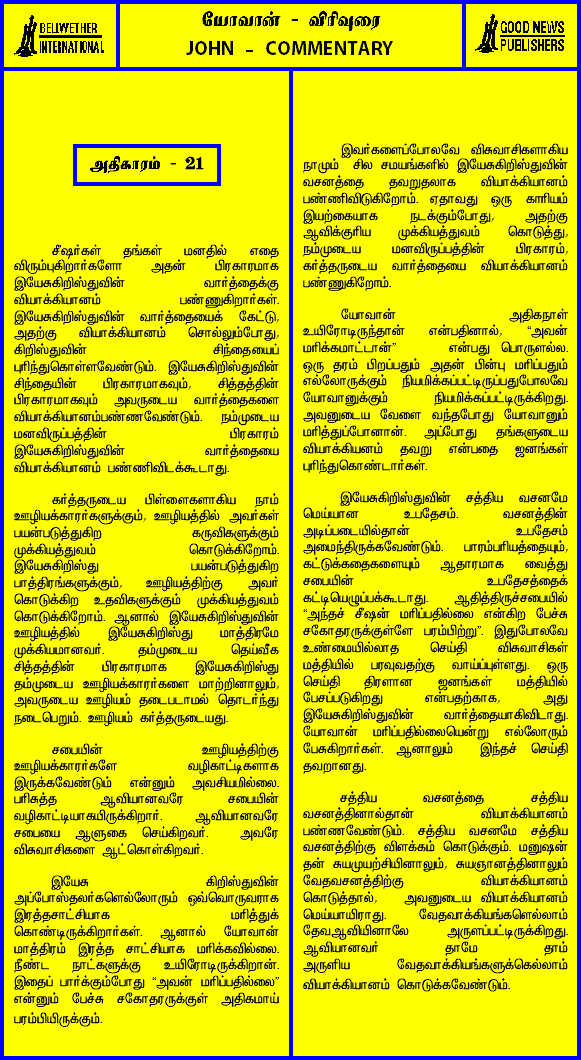 BELIWETHER
INTERNATIONAL
யோவான் - விரிவுரை
JOHN - COMMENTARY
GOOD NEWS
PUBLISHERS
அதிகாரம் - 21
சீஷர்கள் தங்கள் மனதில் எதை
விரும்புகிறார்களோ அதன் பிரகாரமாக
இயேசுகிறிஸ்துவின் வார்த்தைக்கு
வியாக்கியானம் பண்ணுகிறார்கள்.
இயேசுகிறிஸ்துவின் வார்த்தையைக் கேட்டு,
அதற்கு வியாக்கியானம் சொல்லும்போது,
கிறிஸ்துவின் சிந்தையைப்
புரிந்துகொள்ளவேண்டும். இயேசுகிறிஸ்துவின்
சிந்தையின் பிரகாரமாகவும், சித்தத்தின்
பிரகாரமாகவும் அவருடைய வார்த்தைகளை
வியாக்கியானம்பண்ணவேண்டும். நம்முடைய
மனவிருப்பத்தின் பிரகாரம்
இயேசுகிறிஸ்துவின் வார்த்தையை
வியாக்கியானம் பண்ணிவிடக்கூடாது.
கர்த்தருடைய பிள்ளைகளாகிய நாம்
ஊழியக்காரர்களுக்கும், ஊழியத்தில் அவர்கள்
பயன்படுத்துகிற கருவிகளுக்கும்
முக்கியத்துவம் கொடுக்கிறோம்.
இயேசுகிறிஸ்து பயன்படுத்துகிற
பாத்திரங்களுக்கும், ஊழியத்திற்கு அவர்
கொடுக்கிற உதவிகளுக்கும் முக்கியத்துவம்
கொடுக்கிறோம். ஆனால் இயேசுகிறிஸ்துவின்
ஊழியத்தில் இயேசுகிறிஸ்து மாத்திரமே
முக்கியமானவர். தம்முடைய தெய்வீக
சித்தத்தின் பிரகாரமாக இயேசுகிறிஸ்து
தம்முடைய ஊழியக்காரர்களை மாற்றினாலும்,
அவருடைய ஊழியம் தடைபடாமல் தொடர்ந்து
நடைபெறும். ஊழியம் கர்த்தருடையது.
சபையின் ஊழியத்திற்கு
ஊழியக்காரர்களே வழிகாட்டிகளாக
இருக்கவேண்டும் என்னும் அவசியமில்லை.
பரிசுத்த ஆவியானவரே சபையின்
வழிகாட்டியாகயிருக்கிறார். ஆவியானவரே
சபையை ஆளுகை செய்கிறவர். அவரே
விசுவாசிகளை ஆட்கொள்கிறவர்.
இயேசு கிறிஸ்துவின்
அப்போஸ்தலர்களெல்லோரும் ஒவ்வொருவராக
இரத்தசாட்சியாக மரித்துக்
கொண்டிருக்கிறார்கள். ஆனால் யோவான்
மாத்திரம் இரத்த சாட்சியாக மரிக்கவில்லை.
நீண்ட நாட்களுக்கு உயிரோடிருக்கிறான்.
இதைப் பார்க்கும்போது "அவன் மரிப்பதில்லை"
என்னும் பேச்சு சகோதரருக்குள் அதிகமாய்
பரம்பியிருக்கும்.
இவர்களைப்போலவே விசுவாசிகளாகிய
நாமும் சில சமயங்களில் இயேசுகிறிஸ்துவின்
வசனத்தை தவறுதலாக வியாக்கியானம்
பண்ணிவிடுகிறோம். ஏதாவது ஒரு காரியம்
இயற்கையாக நடக்கும்போது, அதற்கு
ஆவிக்குரிய முக்கியத்துவம் கொடுத்து,
நம்முடைய மனவிருப்பத்தின் பிரகாரம்,
கர்த்தருடைய வார்த்தையை வியாக்கியானம்
பண்ணுகிறோம்.
யோவான் அதிகநாள்
உயிரோடிருந்தான் என்பதினால், "அவன்
மரிக்கமாட்டான்" என்பது பொருளல்ல.
ஒரு தரம் பிறப்பதும் அதன் பின்பு மரிப்பதும்
எல்லோருக்கும் நியமிக்கப்பட்டிருப்பதுபோலவே
யோவானுக்கும் நியமிக்கப்பட்டிருக்கிறது.
அவனுடைய வேளை வந்தபோது யோவானும்
மரித்துப்போனான். அப்போது தங்களுடைய
வியாக்கியனம் தவறு என்பதை ஜனங்கள்
புரிந்துகொண்டார்கள்.
இயேசுகிறிஸ்துவின் சத்திய வசனமே
மெய்யான உபதேசம். வசனத்தின்
அடிப்படையில்தான் உபதேசம்
அமைந்திருக்கவேண்டும். பாரம்பரியத்தையும்,
கட்டுக்கதைகளையும் ஆதாரமாக வைத்து
சபையின் உபதேசத்தைக்
கட்டியெழுப்பக்கூடாது. ஆதித்திருச்சபையில்
"அந்தச் சீஷன் மரிப்பதில்லை என்கிற பேச்சு
சகோதரருக்குள்ளே பரம்பிற்று". இதுபோலவே
உண்மையில்லாத செய்தி விசுவாசிகள்
மத்தியில் பரவுவதற்கு வாய்ப்புள்ளது. ஒரு
செய்தி திரளான ஜனங்கள் மத்தியில்
பேசப்படுகிறது என்பதற்காக, அது
இயேசுகிறிஸ்துவின் வார்த்தையாகிவிடாது.
யோவான் மரிப்பதில்லையென்று எல்லோரும்
பேசுகிறார்கள். ஆனாலும் இந்தச் செய்தி
தவறானது.
சத்திய வசனத்தை சத்திய
வசனத்தினால்தான் வியாக்கியானம்
பண்ணவேண்டும். சத்திய வசனமே சத்திய
வசனத்திற்கு விளக்கம் கொடுக்கும். மனுஷன்
தன் சுயமுயற்சியினாலும், சுயஞானத்தினாலும்
வேதவசனத்திற்கு வியாக்கியானம்
கொடுத்தால், அவனுடைய வியாக்கியானம்
மெய்யாயிராது. வேதவாக்கியங்களெல்லாம்
தேவஆவியினாலே அருளப்பட்டிருக்கிறது.
ஆவியானவர் தாமே தாம்
அருளிய வேதவாக்கியங்களுக்கெல்லாம்
வியாக்கியானம் கொடுக்கவேண்டும்.